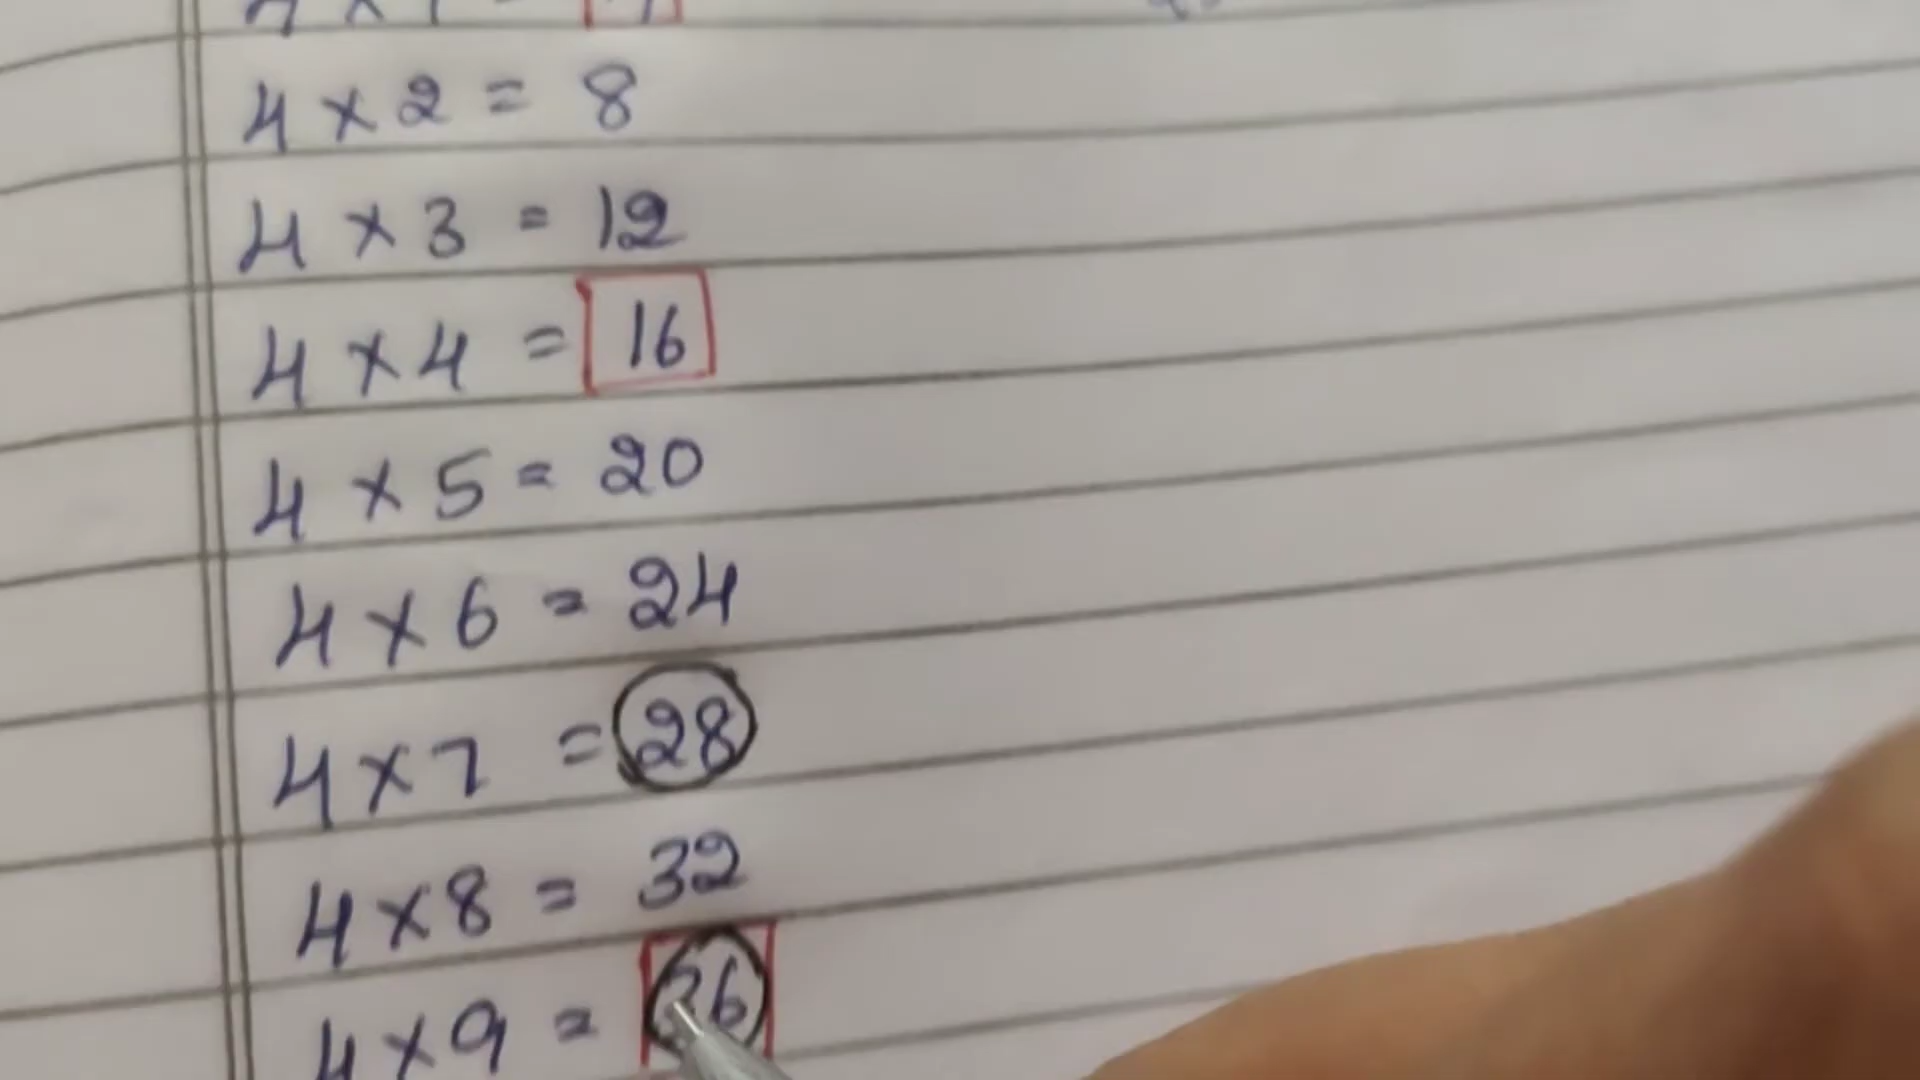 4 × 2 = 8
4 × 3 = 12
4 × 4 = 16
4 × 5 = 20
4 × 6 = 24
4 × 7 = 28
4 × 8 = 32
4 × 9 = 36